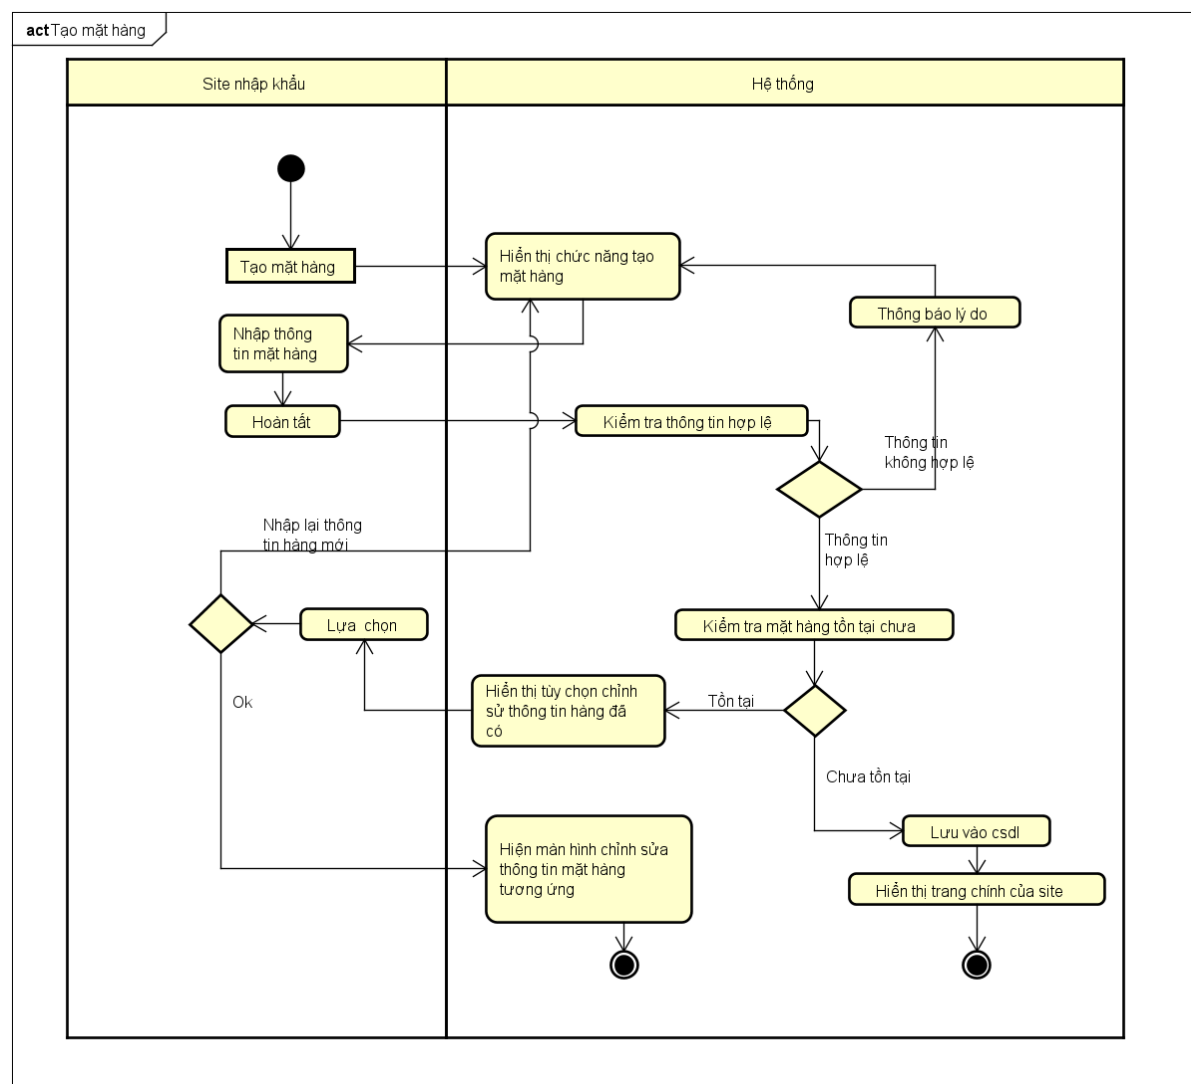 act Tạo mặt hàng
Site nhập khẩu
Hệ thống
Tạo mặt hàng
Hiển thị chức năng tạo
mặt hàng
Thông báo lý do
Nhập thông
tin mặt hàng
Hoàn tất
Kiểm tra thông tin hợp lệ
Thông tin
không hợp lệ
Nhập lại thông
tin hàng mới
Thông tin
hợp lệ
Lựa chọn
Kiểm tra mặt hàng tồn tại chưa
Ok
Hiển thị tùy chọn chỉnh
sử thông tin hàng đã
có
Tồn tại
Chưa tồn tại
Hiện màn hình chỉnh sửa
thông tin mặt hàng
tương ứng
Lưu vào csdl
Hiển thị trang chính của site